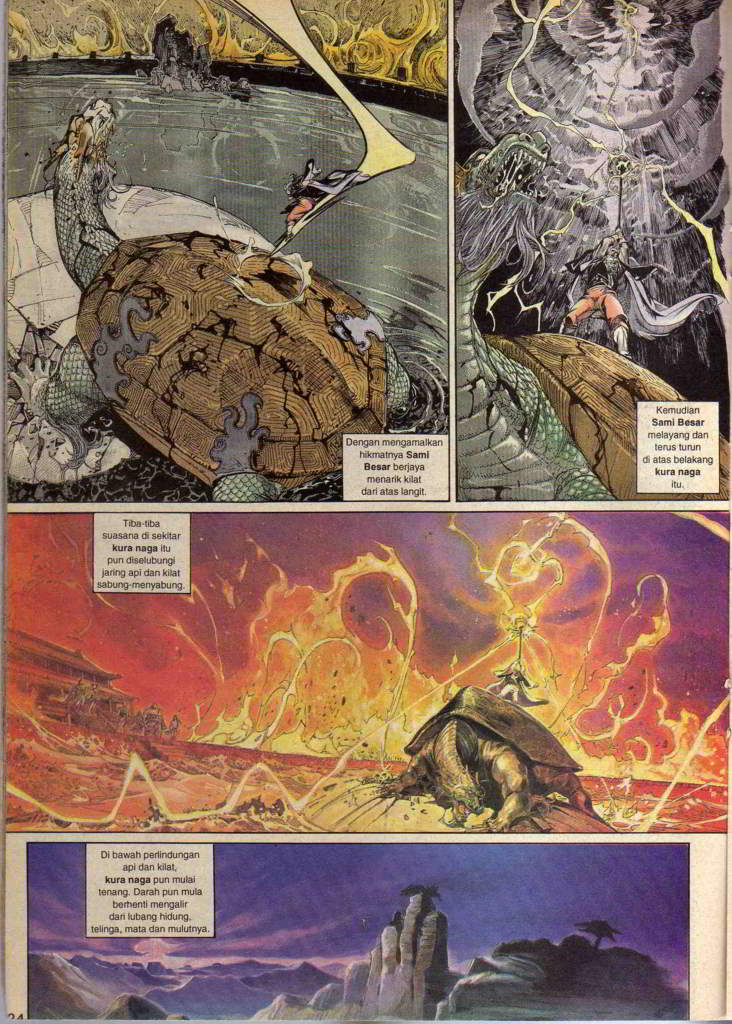 Dengan mengamalkan
hikmatnya Sami
Besar berjaya
menarik kilat
dari atas langit.
Kemudian
Sami Besar
melayang dan
terus turun
di atas belakang
kura naga
itu.
Tiba-tiba
suasana di sekitar
kura naga itu
pun diselubungi
jaring api dan kilat
sabung-menyabung.
Di bawah perlindungan
api dan kilat,
kura naga pun mulai
tenang. Darah pun mula
berhenti mengalir
dari lubang hidung,
telinga, mata dan mulutnya.
24